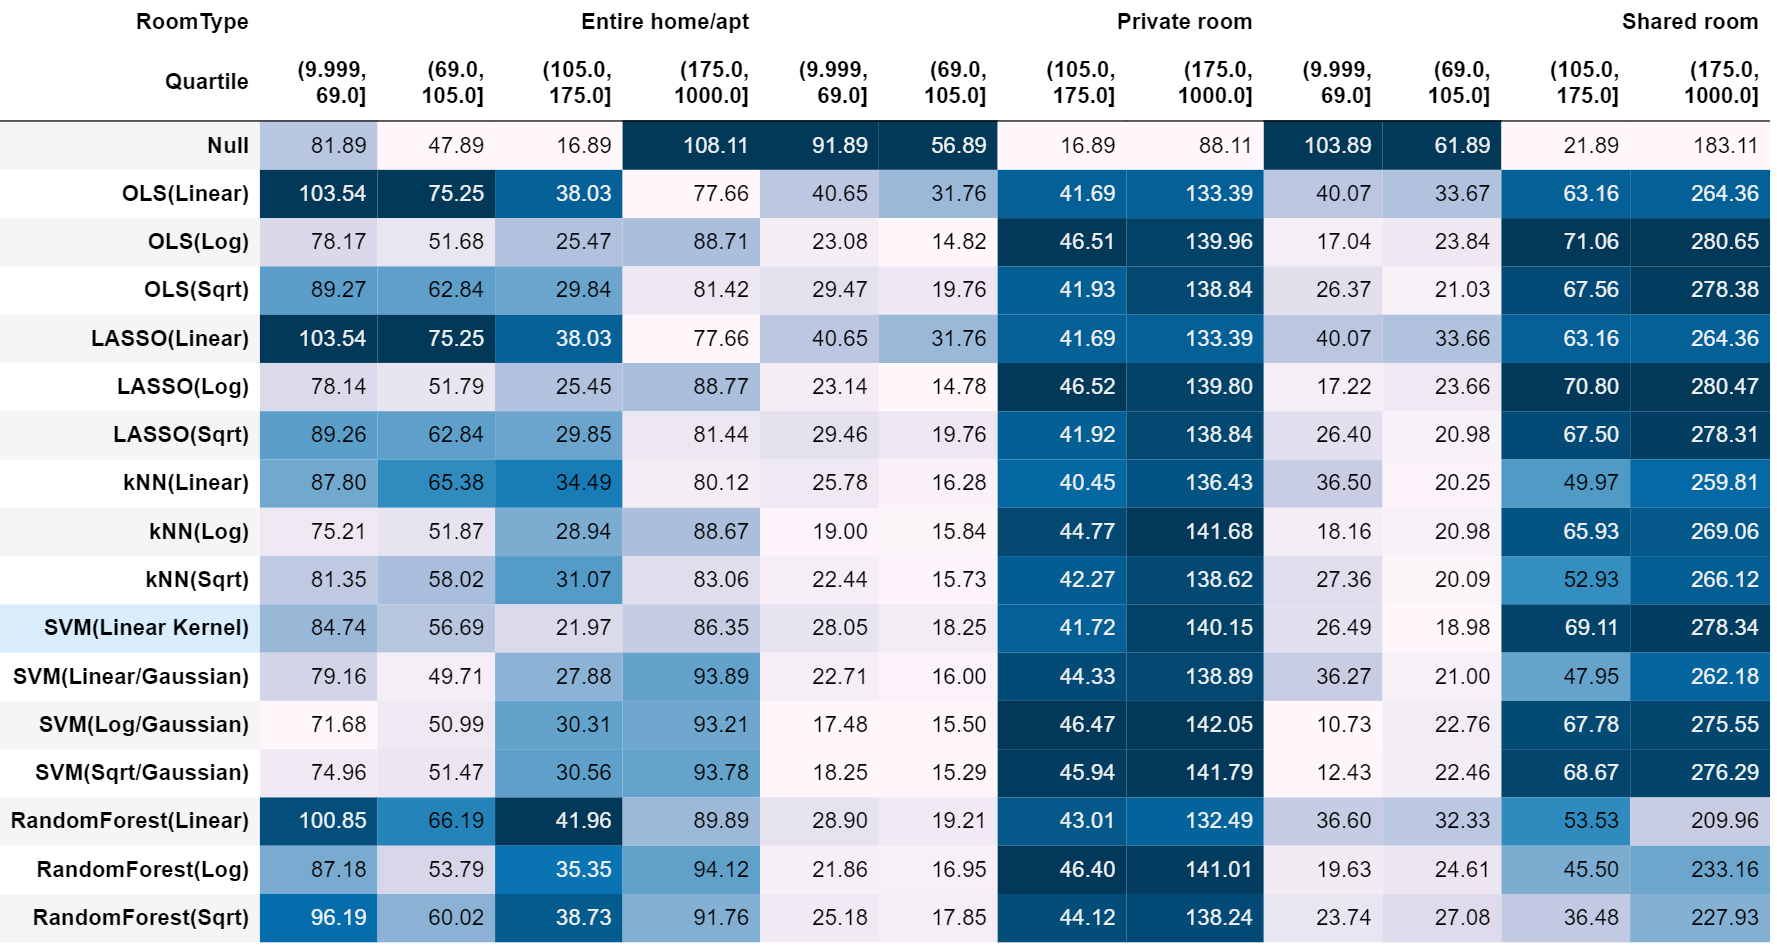 RoomType Entire home/apt Private room Shared room
Quartile (9.999, 69.0] (69.0, 105.0] (105.0, 175.0] (175.0, 1000.0] (9.999, 69.0] (69.0, 105.0] (105.0, 175.0] (175.0, 1000.0] (9.999, 69.0] (69.0, 105.0] (105.0, 175.0] (175.0, 1000.0]
Null 81.89 47.89 16.89 108.11 91.89 56.89 16.89 88.11 103.89 61.89 21.89 183.11
OLS(Linear) 103.54 75.25 38.03 77.66 40.65 31.76 41.69 133.39 40.07 33.67 63.16 264.36
OLS(Log) 78.17 51.68 25.47 88.71 23.08 14.82 46.51 139.96 17.04 23.84 71.06 280.65
OLS(Sqrt) 89.27 62.84 29.84 81.42 29.47 19.76 41.93 138.84 26.37 21.03 67.56 278.38
LASSO(Linear) 103.54 75.25 38.03 77.66 40.65 31.76 41.69 133.39 40.07 33.66 63.16 264.36
LASSO(Log) 78.14 51.79 25.45 88.77 23.14 14.78 46.52 139.80 17.22 23.66 70.80 280.47
LASSO(Sqrt) 89.26 62.84 29.85 81.44 29.46 19.76 41.92 138.84 26.40 20.98 67.50 278.31
kNN(Linear) 87.80 65.38 34.49 80.12 25.78 16.28 40.45 136.43 36.50 20.25 49.97 259.81
kNN(Log) 75.21 51.87 28.94 88.67 19.00 15.84 44.77 141.68 18.16 20.98 65.93 269.06
kNN(Sqrt) 81.35 58.02 31.07 83.06 22.44 15.73 42.27 138.62 27.36 20.09 52.93 266.12
SVM(Linear Kernel) 84.74 56.69 21.97 86.35 28.05 18.25 41.72 140.15 26.49 18.98 69.11 278.34
SVM(Linear/Gaussian) 79.16 49.71 27.88 93.89 22.71 16.00 44.33 138.89 36.27 21.00 47.95 262.18
SVM(Log/Gaussian) 71.68 50.99 30.31 93.21 17.48 15.50 46.47 142.05 10.73 22.76 67.78 275.55
SVM(Sqrt/Gaussian) 74.96 51.47 30.56 93.78 18.25 15.29 45.94 141.79 12.43 22.46 68.67 276.29
RandomForest(Linear) 100.85 66.19 41.96 89.89 28.90 19.21 43.01 132.49 36.60 32.33 53.53 209.96
RandomForest(Log) 87.18 53.79 35.35 94.12 21.86 16.95 46.40 141.01 19.63 24.61 45.50 233.16
RandomForest(Sqrt) 96.19 60.02 38.73 91.76 25.18 17.85 44.12 138.24 23.74 27.08 36.48 227.93